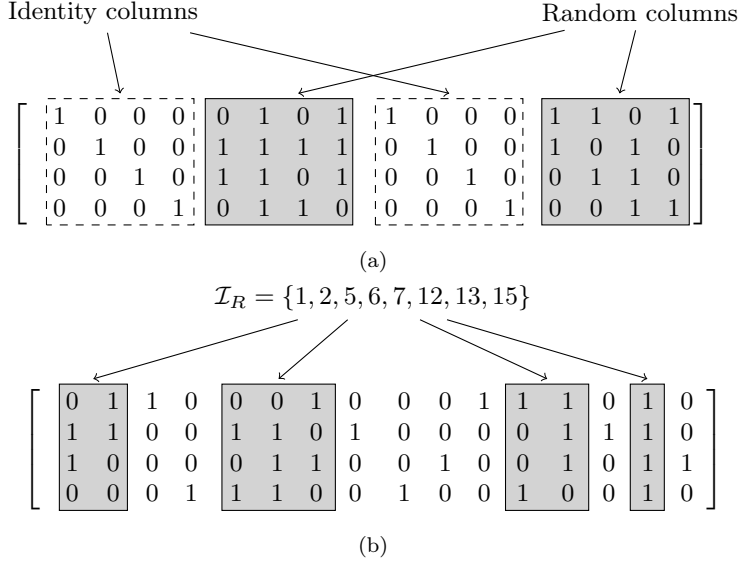 Identity columns Random columns
1 0 0 0 0 1 0 1 1 0 0 0 1 1 0 1
0 1 0 0 1 1 1 1 0 1 0 0 1 0 1 0
0 0 1 0 1 1 0 1 0 0 1 0 0 1 1 0
0 0 0 1 0 1 1 0 0 0 0 1 0 0 1 1
(a)
ℐ_R = {1, 2, 5, 6, 7, 12, 13, 15}
0 1 1 0 0 0 1 0 0 0 1 1 1 0 1 0
1 1 0 0 1 1 0 1 0 0 0 0 1 1 1 0
1 0 0 0 0 1 1 0 0 1 0 0 1 0 1 1
0 0 0 1 1 1 0 0 1 0 0 1 0 0 1 0
(b)